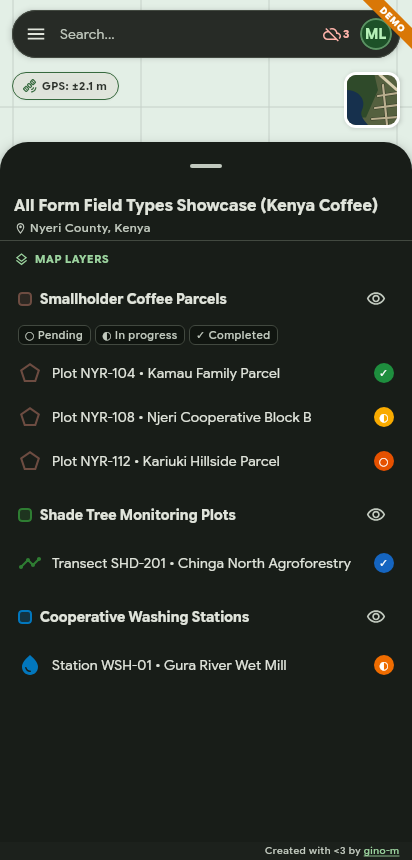 DEMO
Search...
3
ML
GPS: ±2.1 m
All Form Field Types Showcase (Kenya Coffee)
Nyeri County, Kenya
MAP LAYERS
Smallholder Coffee Parcels
Pending
In progress
✓ Completed
Plot NYR-104 • Kamau Family Parcel
Plot NYR-108 • Njeri Cooperative Block B
Plot NYR-112 • Kariuki Hillside Parcel
Shade Tree Monitoring Plots
Transect SHD-201 • Chinga North Agroforestry
Cooperative Washing Stations
Station WSH-01 • Gura River Wet Mill
Created with <3 by gino-m